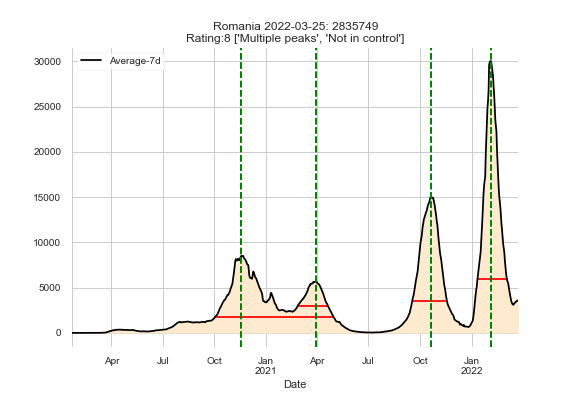 Romania 2022-03-25: 2835749
Rating:8 ['Multiple peaks', 'Not in control']
Average-7d
30000
25000
20000
15000
10000
5000
0
Apr Jul Oct Jan Apr Jul Oct Jan
2021 2022
Date